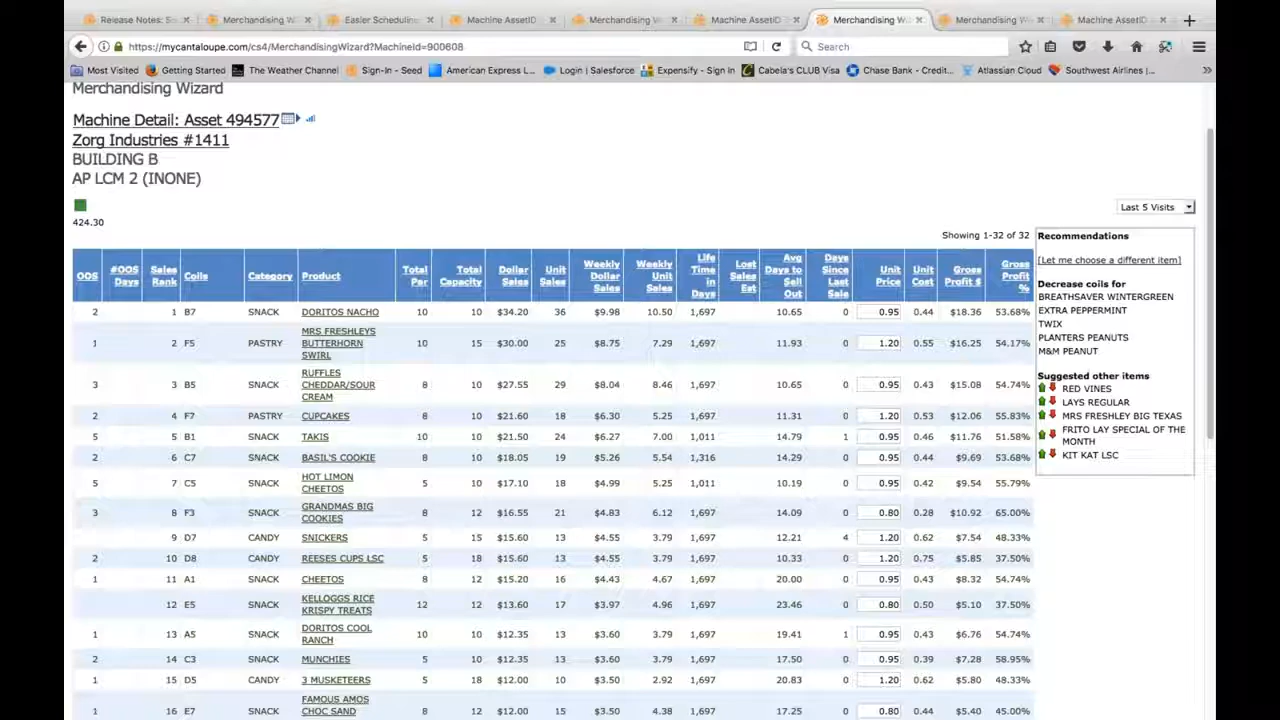 Release Notes: So
Merchandising W
Easier Scheduling
Machine AssetID
Merchandising W
Machine AssetID
Merchandising W
Merchandising W
Machine AssetID
https://mycantaloupe.com/cs4/MerchandisingWizard?MachineId=900608
Search
Most Visited Getting Started The Weather Channel Sign-In - Seed American Express L... Login | Salesforce Expensify - Sign In Cabela's CLUB Visa Chase Bank - Credit... Atlassian Cloud Southwest Airlines |...
Merchandising Wizard
Machine Detail: Asset 494577
Zorg Industries #1411
BUILDING B
AP LCM 2 (INONE)
424.30
Last 5 Visits
Showing 1-32 of 32
OOS #OOS Days Sales Rank Coils Category Product Total Par Total Capacity Dollar Sales Unit Sales Weekly Dollar Sales Weekly Unit Sales Life Time in Days Lost Sales Est Avg Days to Sell Out Days Since Last Sale Unit Price Unit Cost Gross Profit $ Gross Profit %
2 1 B7 SNACK DORITOS NACHO 10 10 $34.20 36 $9.98 10.50 1,697 10.65 0 0.95 0.44 $18.36 53.68%
1 2 F5 PASTRY MRS FRESHLEYS BUTTERHORN SWIRL 10 15 $30.00 25 $8.75 7.29 1,697 11.93 0 1.20 0.55 $16.25 54.17%
3 3 B5 SNACK RUFFLES CHEDDAR/SOUR CREAM 8 10 $27.55 29 $8.04 8.46 1,697 10.65 0 0.95 0.43 $15.08 54.74%
2 4 F7 PASTRY CUPCAKES 8 10 $21.60 18 $6.30 5.25 1,697 11.31 0 1.20 0.53 $12.06 55.83%
5 5 B1 SNACK TAKIS 10 10 $21.50 24 $6.27 7.00 1,011 14.79 1 0.95 0.46 $11.76 51.58%
2 6 C7 SNACK BASIL'S COOKIE 8 10 $18.05 19 $5.26 5.54 1,316 14.29 0 0.95 0.44 $9.69 53.68%
5 7 C5 SNACK HOT LIMON CHEETOS 5 10 $17.10 18 $4.99 5.25 1,011 10.19 0 0.95 0.42 $9.54 55.79%
3 8 F3 SNACK GRANDMAS BIG COOKIES 8 12 $16.55 21 $4.83 6.12 1,697 14.09 0 0.80 0.28 $10.92 65.00%
9 D7 CANDY SNICKERS 5 15 $15.60 13 $4.55 3.79 1,697 12.21 4 1.20 0.62 $7.54 48.33%
2 10 D8 CANDY REESES CUPS LSC 5 18 $15.60 13 $4.55 3.79 1,697 10.33 0 1.20 0.75 $5.85 37.50%
1 11 A1 SNACK CHEETOS 8 12 $15.20 16 $4.43 4.67 1,697 20.00 0 0.95 0.43 $8.32 54.74%
12 E5 SNACK KELLOGGS RICE KRISPY TREATS 12 12 $13.60 17 $3.97 4.96 1,697 23.46 0 0.80 0.50 $5.10 37.50%
1 13 A5 SNACK DORITOS COOL RANCH 10 10 $12.35 13 $3.60 3.79 1,697 19.41 1 0.95 0.43 $6.76 54.74%
2 14 C3 SNACK MUNCHIES 5 10 $12.35 13 $3.60 3.79 1,697 17.50 0 0.95 0.39 $7.28 58.95%
1 15 D5 CANDY 3 MUSKETEERS 5 18 $12.00 10 $3.50 2.92 1,697 20.83 0 1.20 0.62 $5.80 48.33%
1 16 E7 SNACK FAMOUS AMOS CHOC SAND 8 12 $12.00 15 $3.50 4.38 1,697 17.25 0 0.80 0.44 $5.40 45.00%
Recommendations
[Let me choose a different item]
Decrease coils for
BREATHSAVER WINTERGREEN
EXTRA PEPPERMINT
TWIX
PLANTERS PEANUTS
M&M PEANUT
Suggested other items
RED VINES
LAYS REGULAR
MRS FRESHLEY BIG TEXAS
FRITO LAY SPECIAL OF THE
MONTH
KIT KAT LSC